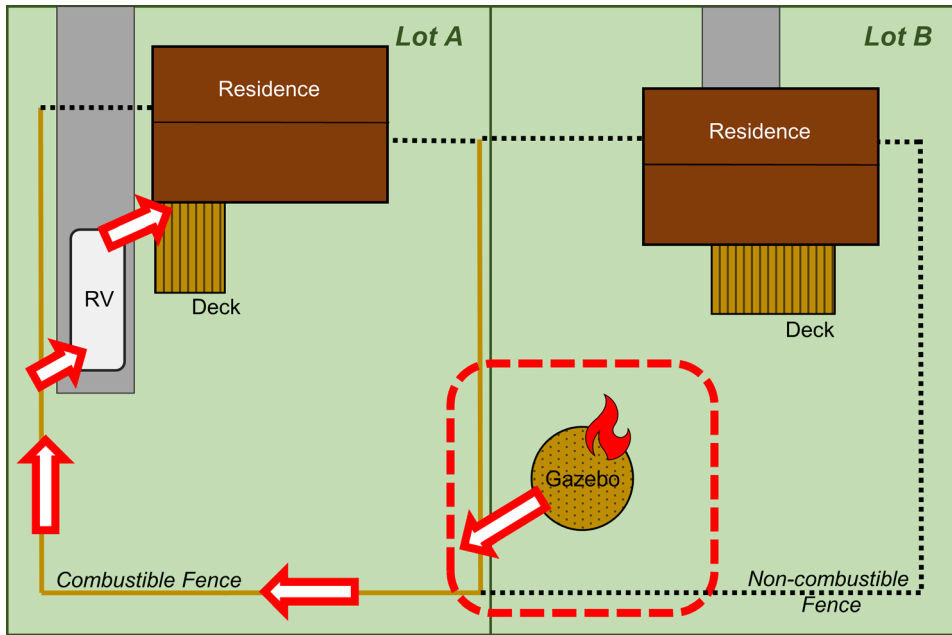 Lot A
Lot B
Residence
Residence
RV
Deck
Deck
Gazebo
Combustible Fence
Non-combustible
Fence